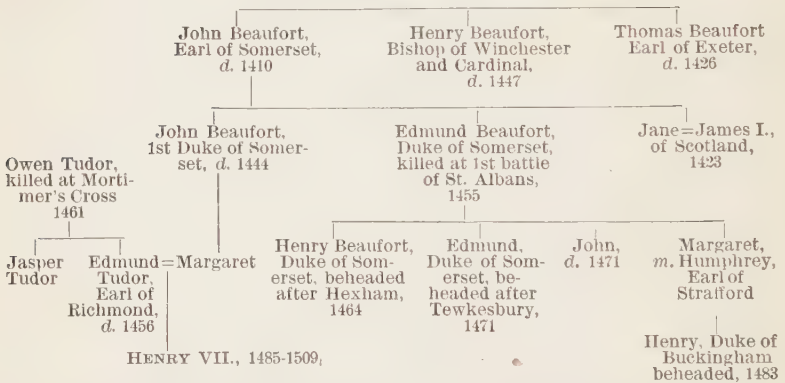 John Beaufort,
Earl of Somerset,
d. 1410
Henry Beaufort,
Bishop of Winchester
and Cardinal,
d. 1447
Thomas Beaufort
Earl of Exeter,
d. 1426
John Beaufort,
1st Duke of Somer-
set, d. 1444
Edmund Beaufort,
Duke of Somerset,
killed at 1st battle
of St. Albans,
1455
Jane=James I.,
of Scotland,
1423
Owen Tudor,
killed at Morti-
mer's Cross
1461
Jasper
Tudor
Edmund=Margaret
Tudor,
Earl of
Richmond,
d. 1456
Henry Beaufort,
Duke of Som-
erset, beheaded
after Hexham,
1464
Edmund,
Duke of Som-
erset, be-
headed after
Tewkesbury,
1471
John,
d. 1471
Margaret,
m. Humphrey,
Earl of
Strafford
HENRY VII., 1485-1509,
Henry, Duke of
Buckingham
beheaded, 1483